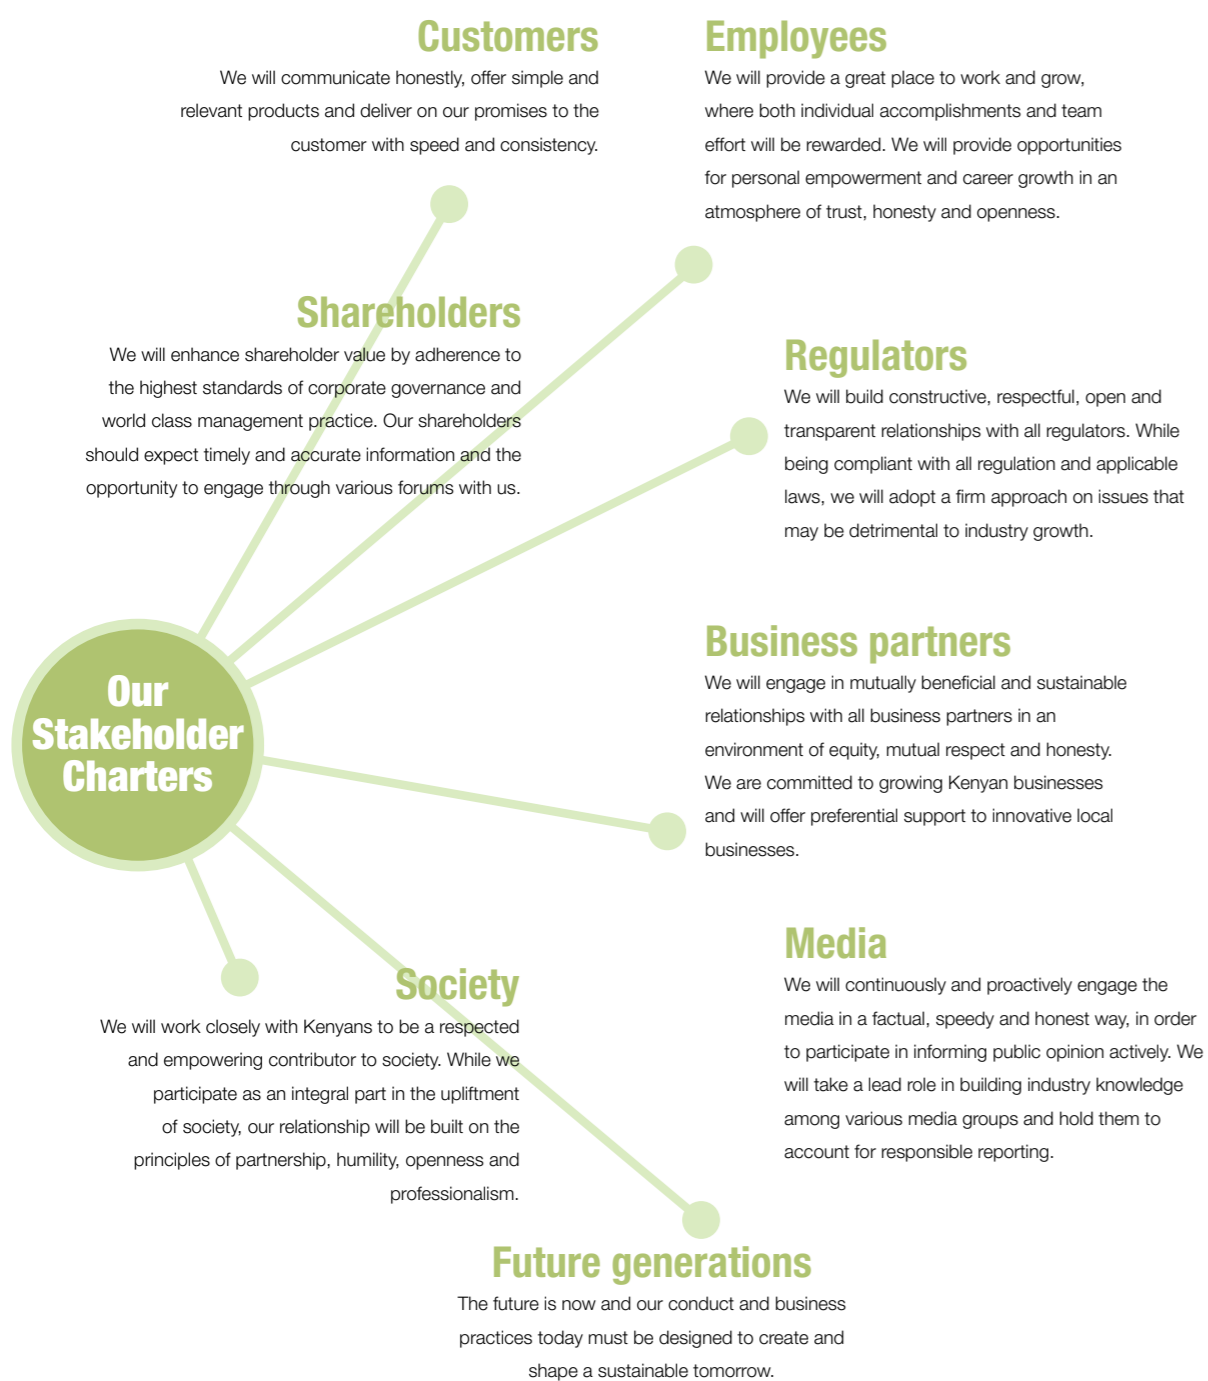 Customers
We will communicate honestly, offer simple and
relevant products and deliver on our promises to the
customer with speed and consistency.
Employees
We will provide a great place to work and grow,
where both individual accomplishments and team
effort will be rewarded. We will provide opportunities
for personal empowerment and career growth in an
atmosphere of trust, honesty and openness.
Shareholders
We will enhance shareholder value by adherence to
the highest standards of corporate governance and
world class management practice. Our shareholders
should expect timely and accurate information and the
opportunity to engage through various forums with us.
Regulators
We will build constructive, respectful, open and
transparent relationships with all regulators. While
being compliant with all regulation and applicable
laws, we will adopt a firm approach on issues that
may be detrimental to industry growth.
Our
Stakeholder
Charters
Business partners
We will engage in mutually beneficial and sustainable
relationships with all business partners in an
environment of equity, mutual respect and honesty.
We are committed to growing Kenyan businesses
and will offer preferential support to innovative local
businesses.
Media
We will continuously and proactively engage the
media in a factual, speedy and honest way, in order
to participate in informing public opinion actively. We
will take a lead role in building industry knowledge
among various media groups and hold them to
account for responsible reporting.
Society
We will work closely with Kenyans to be a respected
and empowering contributor to society. While we
participate as an integral part in the upliftment
of society, our relationship will be built on the
principles of partnership, humility, openness and
professionalism.
Future generations
The future is now and our conduct and business
practices today must be designed to create and
shape a sustainable tomorrow.